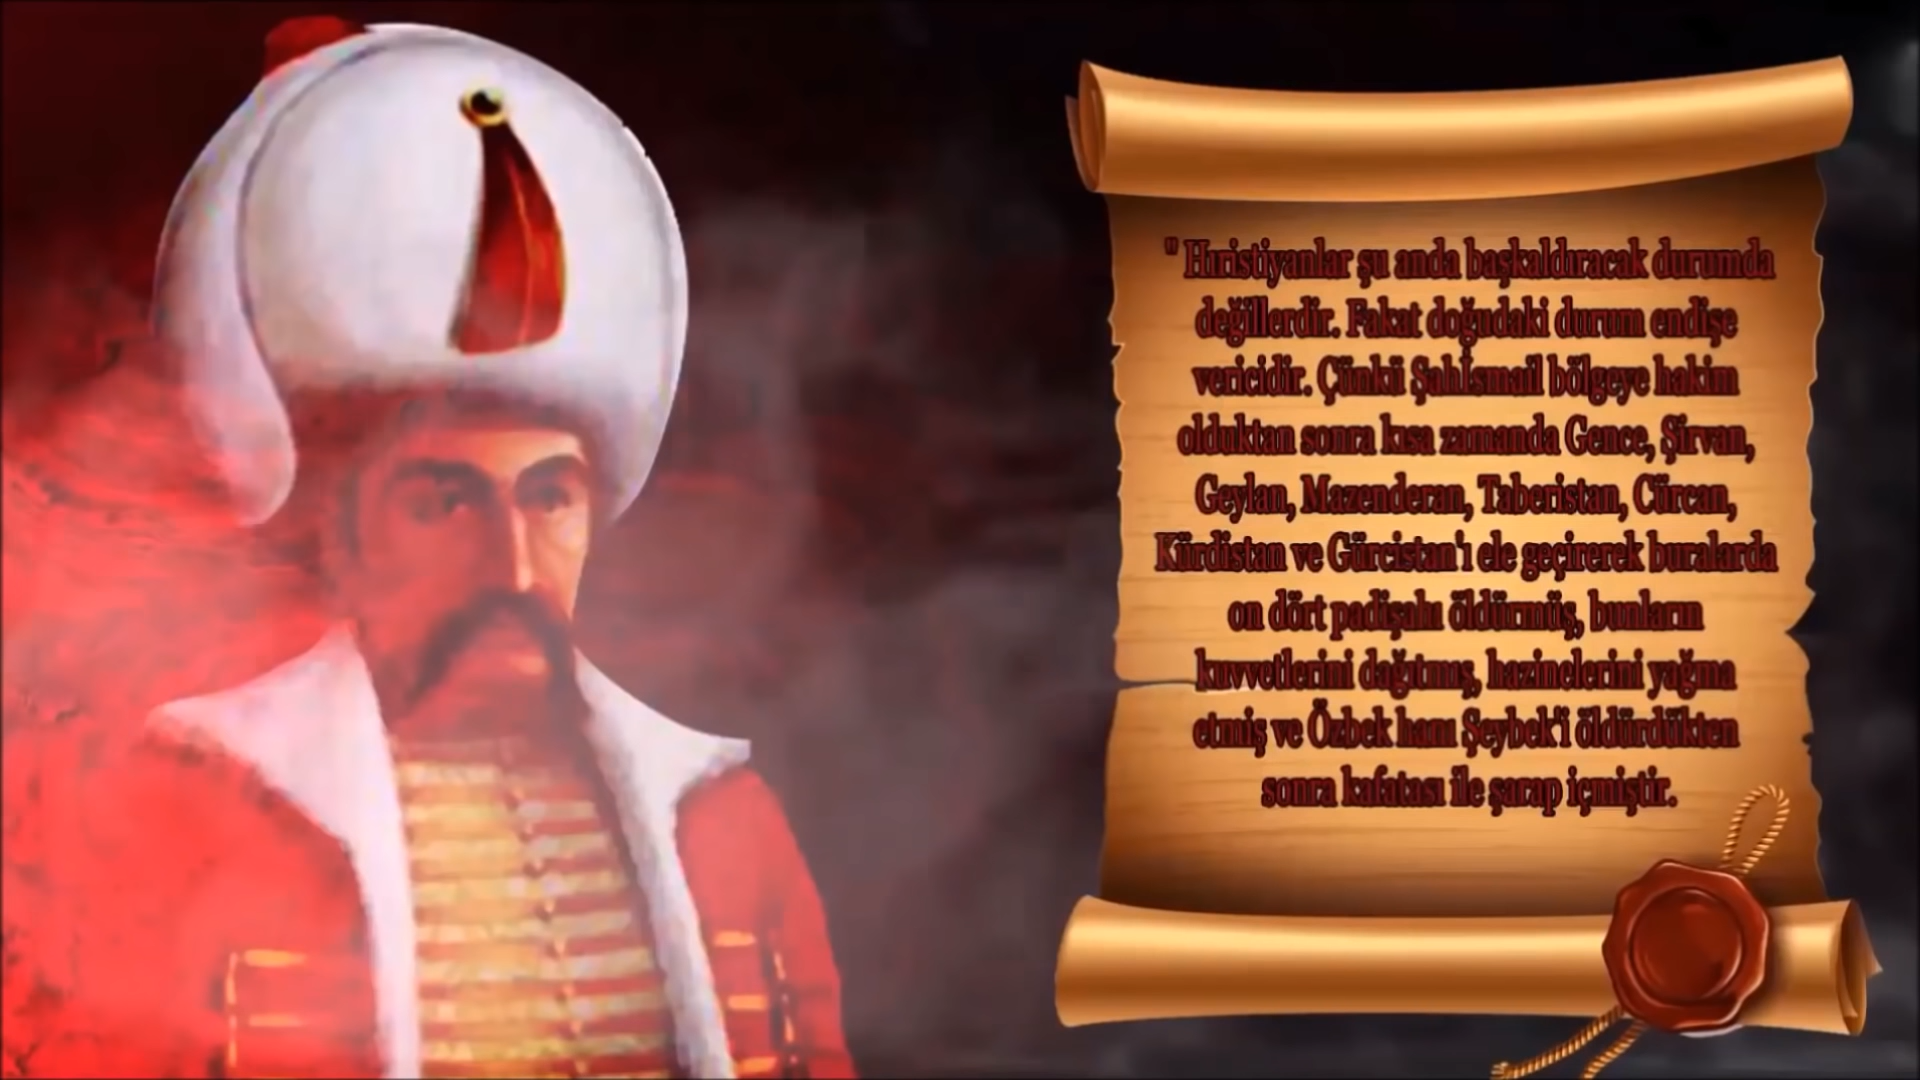 " Hıristiyanlar şu anda başkaldıracak durumda
değillerdir. Fakat doğudaki durum endişe
vericidir. Çünkü Şahİsmail bölgeye hakim
olduktan sonra kısa zamanda Gence, Şirvan,
Geylan, Mazenderan, Taberistan, Cürcan,
Kürdistan ve Gürcistan'ı ele geçirerek buralarda
on dört padişahı öldürmüş, bunların
kuvvetlerini dağıtmış, hazinelerini yağma
etmiş ve Özbek hanı Şeybek'i öldürdükten
sonra kafatası ile şarap içmiştir.